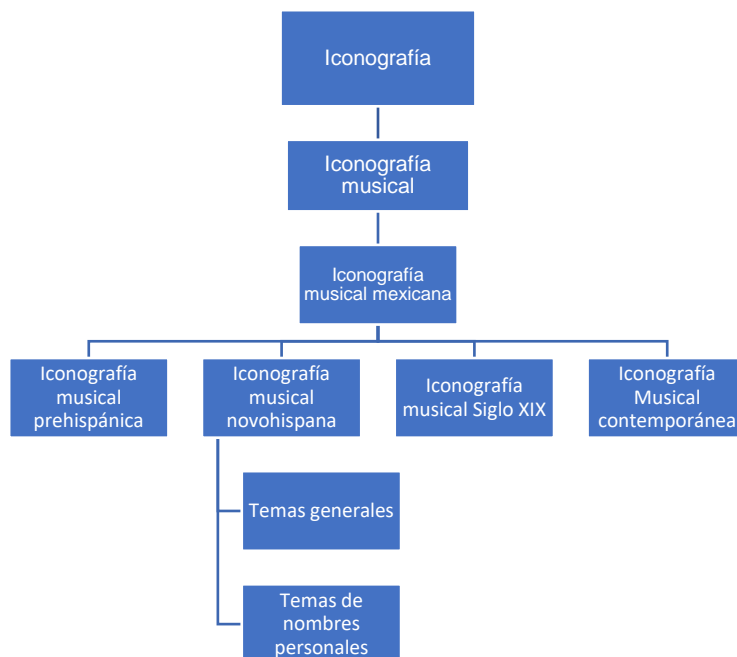 Iconografía
Iconografía
musical
Iconografía
musical mexicana
Iconografía
musical
prehispánica
Iconografía
musical
novohispana
Iconografía
musical Siglo XIX
Iconografía
Musical
contemporánea
Temas generales
Temas de
nombres
personales